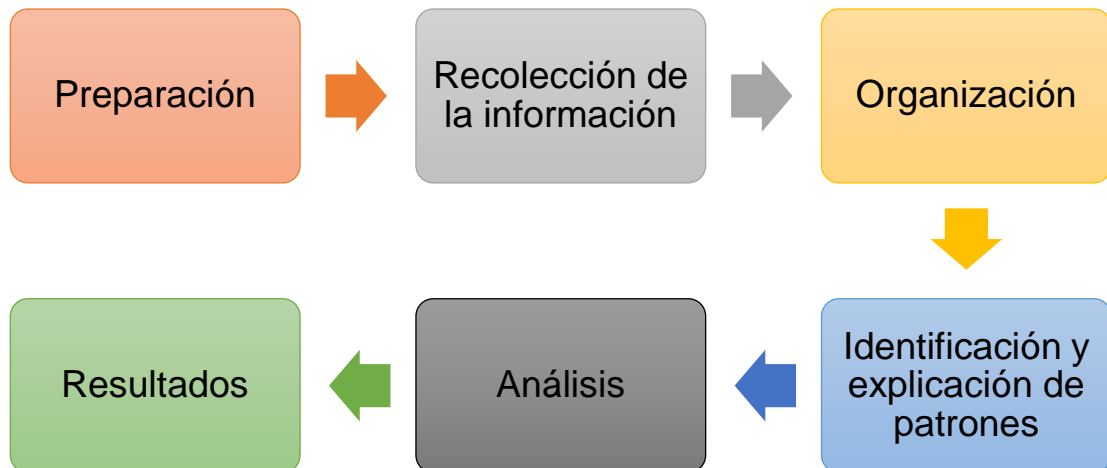 Preparación
Recolección de
la información
Organización
Identificación y
explicación de
patrones
Análisis
Resultados